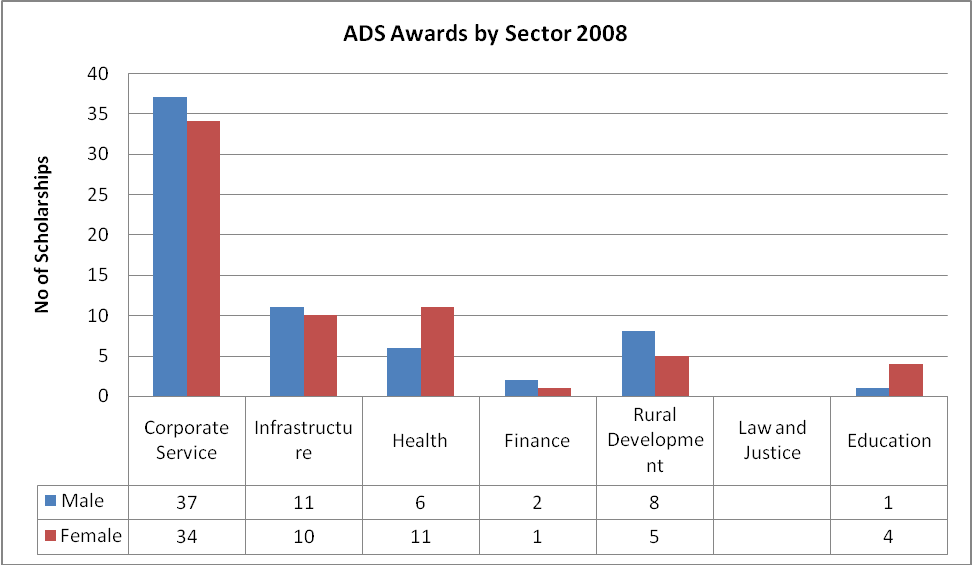 ADS Awards by Sector 2008
No of Scholarships
40
35
30
25
20
15
10
5
0
Corporate
Service
Infrastructu
re
Health
Finance
Rural
Developme
nt
Law and
Justice
Education
Male 37 11 6 2 8 1
Female 34 10 11 1 5 4